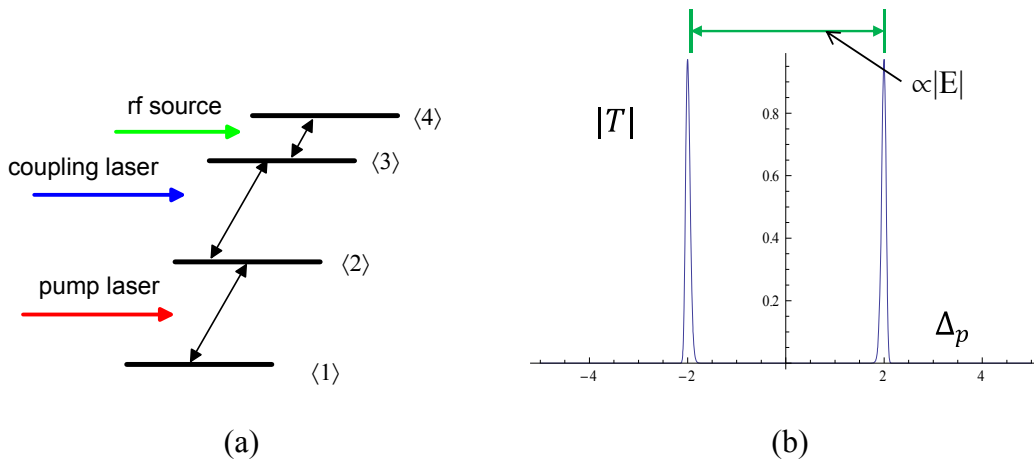 rf source
⟨4⟩
coupling laser
⟨3⟩
⟨2⟩
pump laser
⟨1⟩
(a)
∝|E|
|T|
0.8
0.6
0.4
0.2
Δp
−4
−2
2
4
(b)